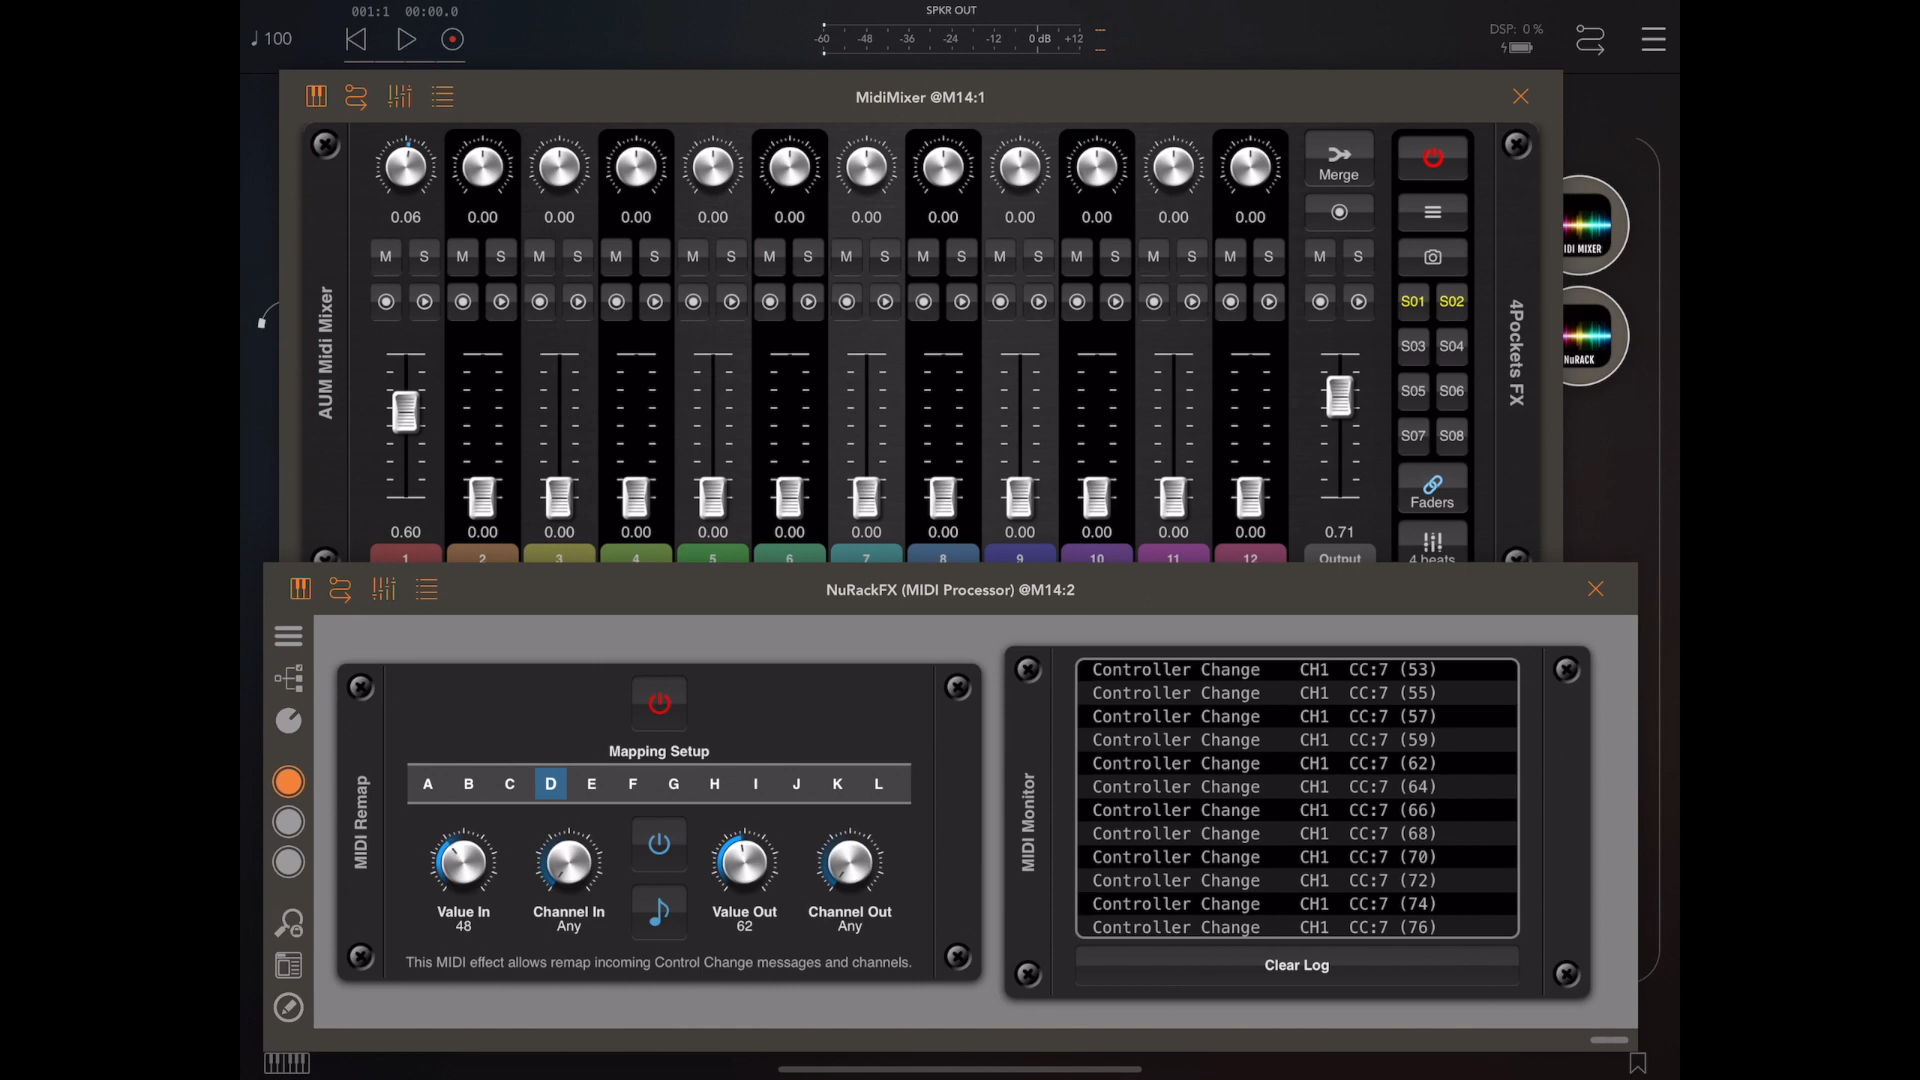 001:1 00:00.0
SPKR OUT
♩ 100
-60 -48 -36 -24 -12 0 dB +12
DSP: 0 %
MidiMixer @M14:1
AUM Midi Mixer
0.06 0.00 0.00 0.00 0.00 0.00 0.00 0.00 0.00 0.00 0.00 0.00
Merge
M S M S M S M S M S M S M S M S M S M S M S M S M S
S01 S02
S03 S04
S05 S06
S07 S08
Faders
0.60 0.00 0.00 0.00 0.00 0.00 0.00 0.00 0.00 0.00 0.00 0.00 0.71
1 2 3 4 5 6 7 8 9 10 11 12 Output
4 beats
4Pockets FX
IDI MIXER
NuRACK
NuRackFX (MIDI Processor) @M14:2
MIDI Remap
Mapping Setup
A B C D E F G H I J K L
Value In Channel In Value Out Channel Out
48 Any 62 Any
This MIDI effect allows remap incoming Control Change messages and channels.
MIDI Monitor
Controller Change CH1 CC:7 (53)
Controller Change CH1 CC:7 (55)
Controller Change CH1 CC:7 (57)
Controller Change CH1 CC:7 (59)
Controller Change CH1 CC:7 (62)
Controller Change CH1 CC:7 (64)
Controller Change CH1 CC:7 (66)
Controller Change CH1 CC:7 (68)
Controller Change CH1 CC:7 (70)
Controller Change CH1 CC:7 (72)
Controller Change CH1 CC:7 (74)
Controller Change CH1 CC:7 (76)
Clear Log